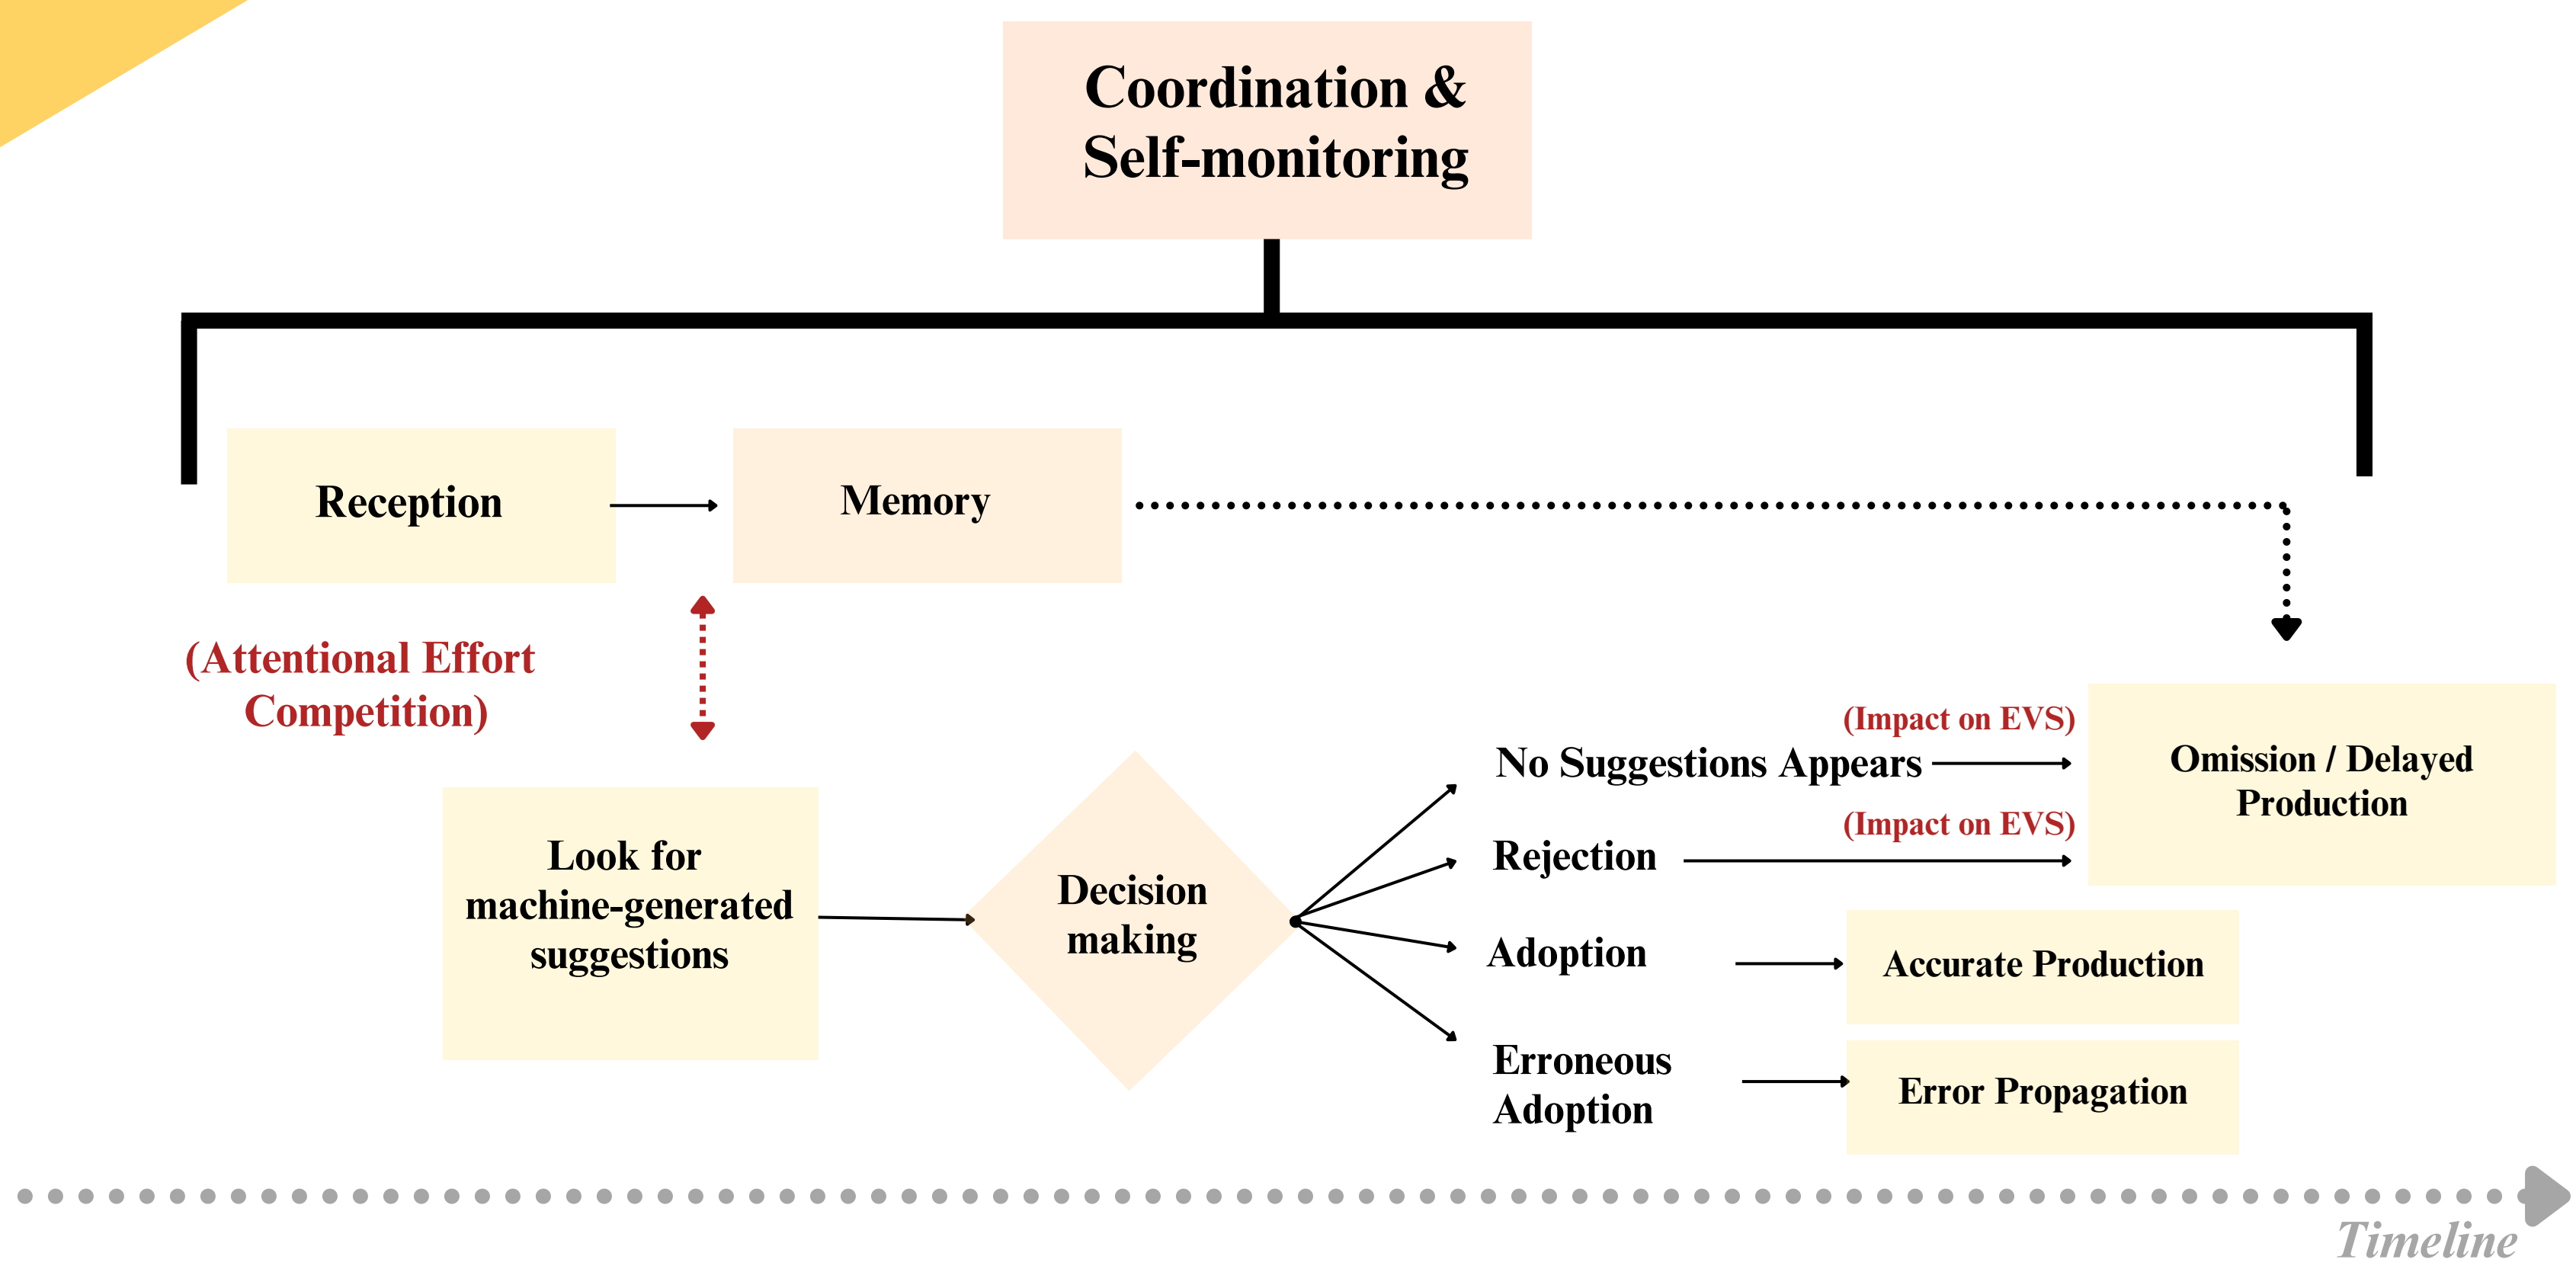 Coordination &
Self-monitoring
Reception
Memory
(Attentional Effort
Competition)
Look for
machine-generated
suggestions
Decision
making
(Impact on EVS)
No Suggestions Appears
(Impact on EVS)
Rejection
Adoption
Erroneous
Adoption
Omission / Delayed
Production
Accurate Production
Error Propagation
Timeline